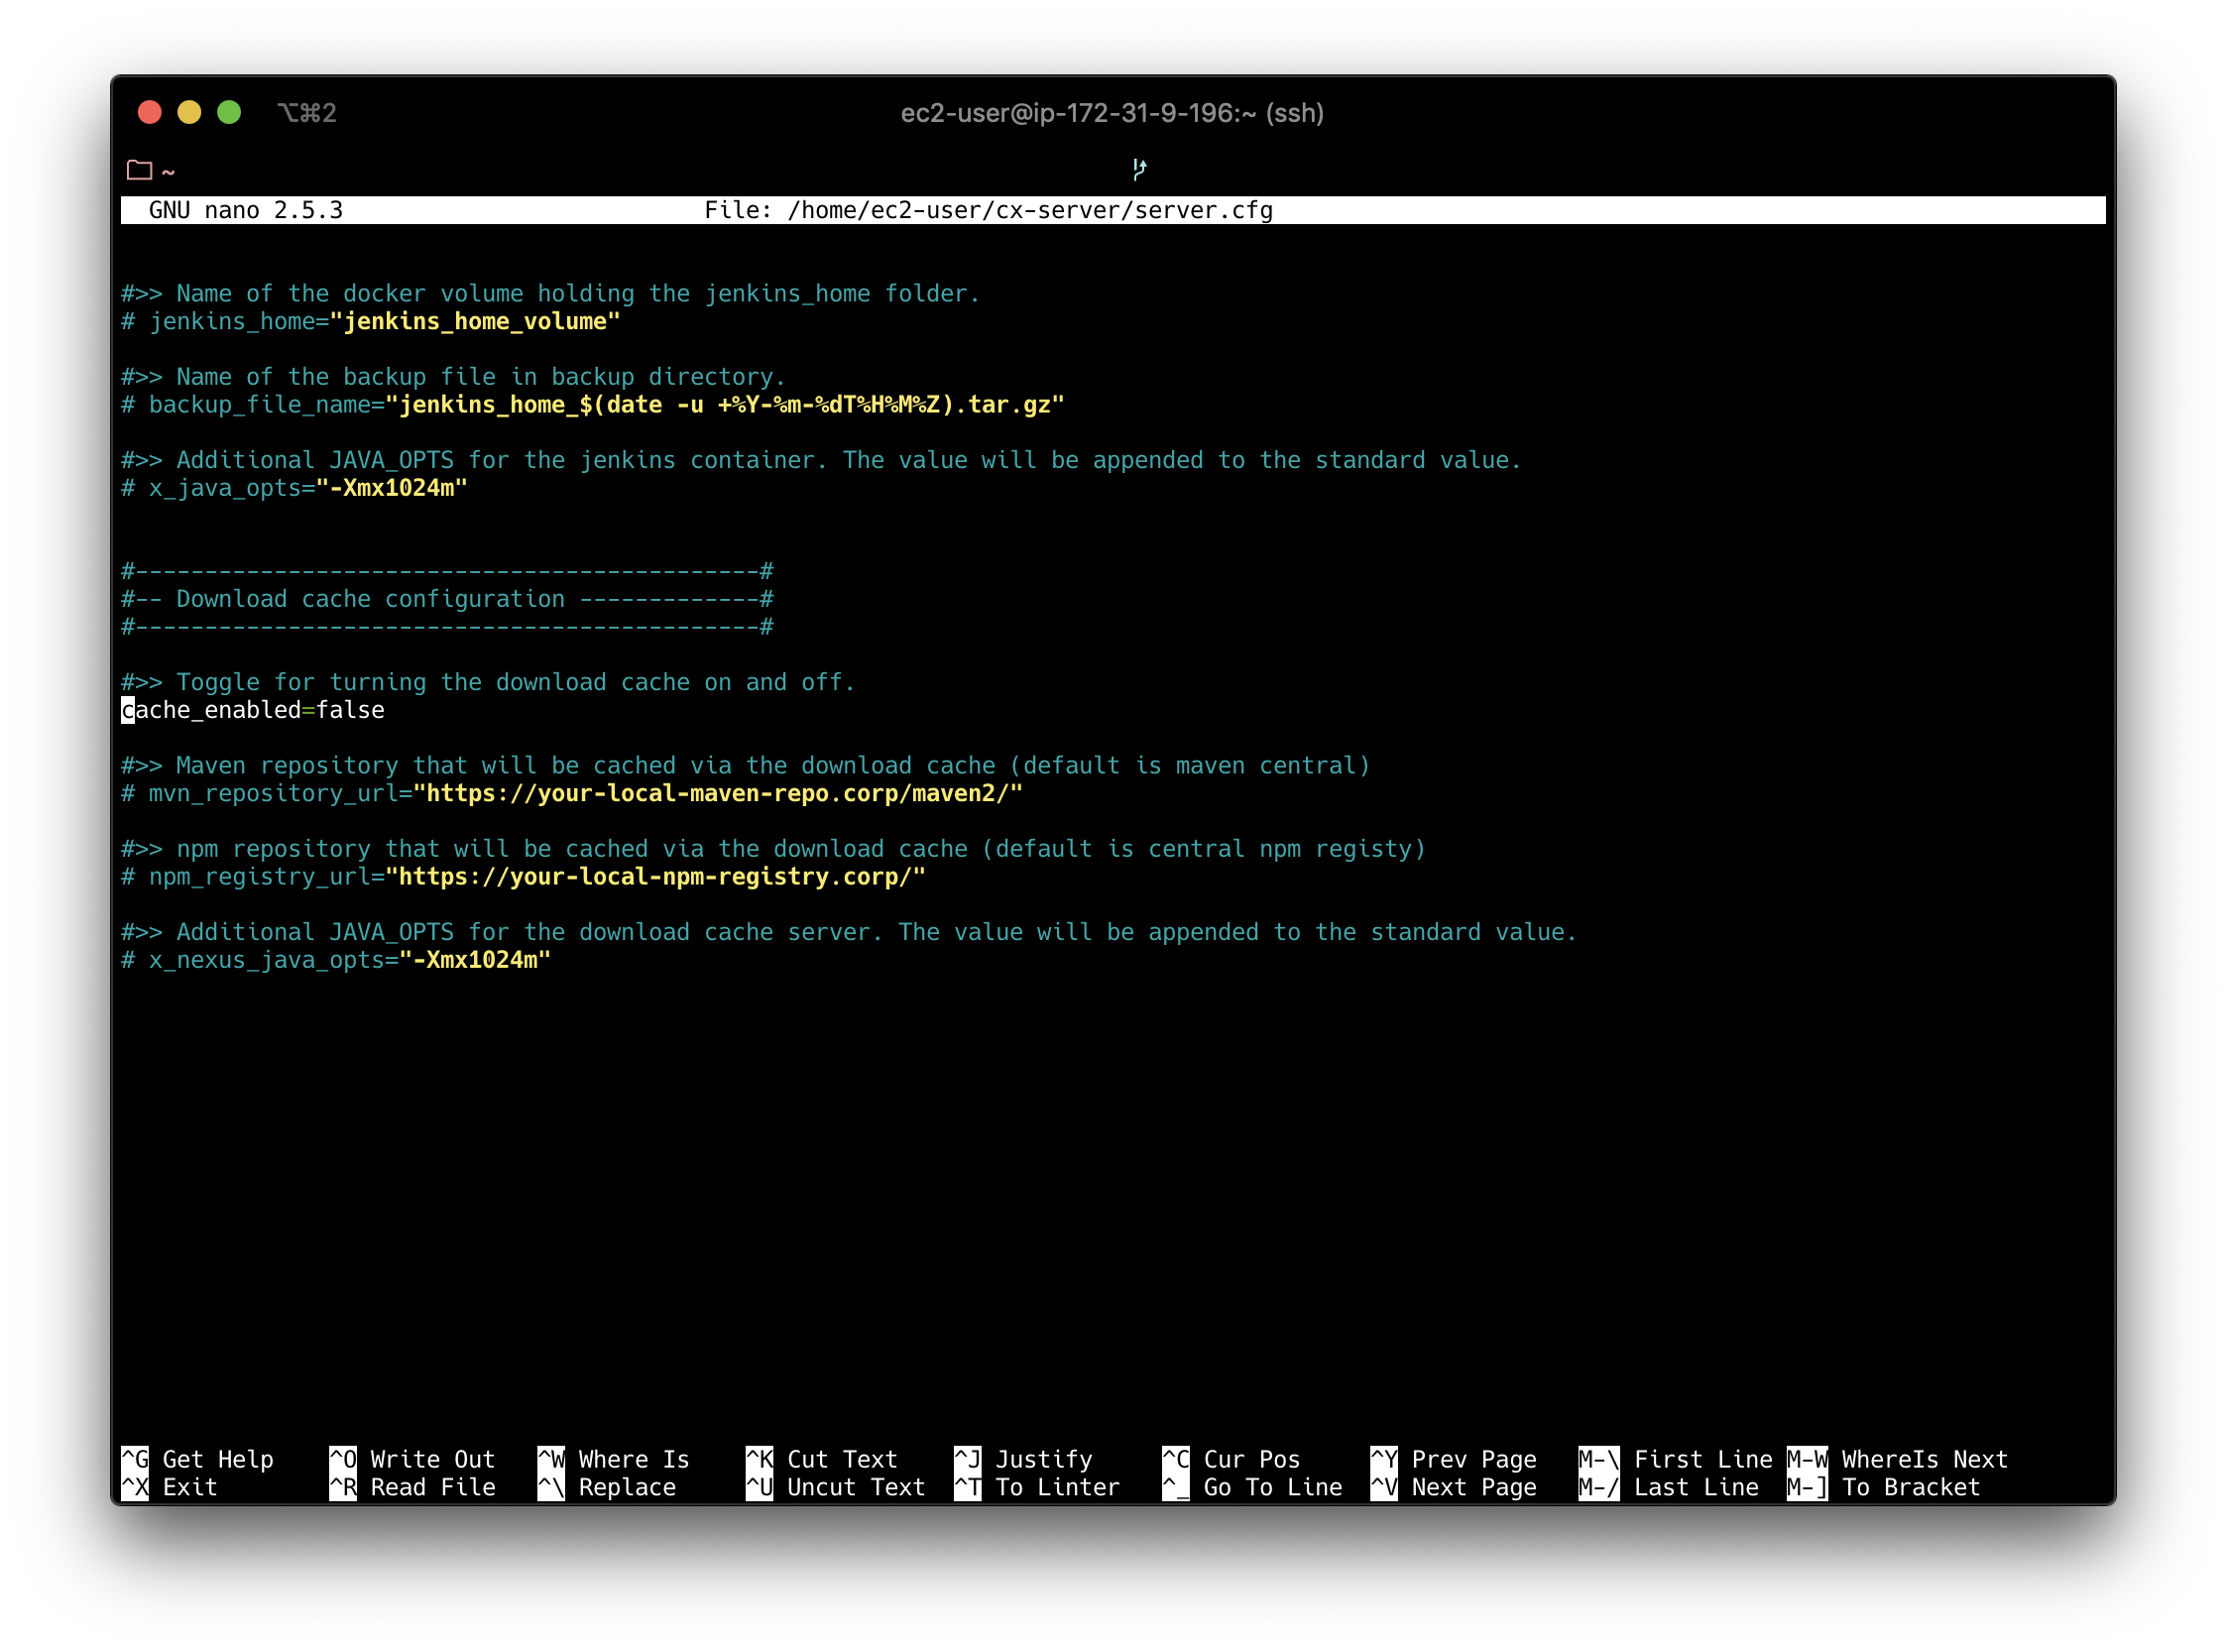 ⌥⌘2 ec2-user@ip-172-31-9-196:~ (ssh)
~
GNU nano 2.5.3 File: /home/ec2-user/cx-server/server.cfg
#>> Name of the docker volume holding the jenkins_home folder.
# jenkins_home="jenkins_home_volume"
#>> Name of the backup file in backup directory.
# backup_file_name="jenkins_home_$(date -u +%Y-%m-%dT%H%M%Z).tar.gz"
#>> Additional JAVA_OPTS for the jenkins container. The value will be appended to the standard value.
# x_java_opts="-Xmx1024m"
#---------------------------------------------#
#-- Download cache configuration -------------#
#---------------------------------------------#
#>> Toggle for turning the download cache on and off.
cache_enabled=false
#>> Maven repository that will be cached via the download cache (default is maven central)
# mvn_repository_url="https://your-local-maven-repo.corp/maven2/"
#>> npm repository that will be cached via the download cache (default is central npm registy)
# npm_registry_url="https://your-local-npm-registry.corp/"
#>> Additional JAVA_OPTS for the download cache server. The value will be appended to the standard value.
# x_nexus_java_opts="-Xmx1024m"
^G Get Help ^O Write Out ^W Where Is ^K Cut Text ^J Justify ^C Cur Pos ^Y Prev Page M-\ First Line M-W WhereIs Next
^X Exit ^R Read File ^\ Replace ^U Uncut Text ^T To Linter ^_ Go To Line ^V Next Page M-/ Last Line M-] To Bracket